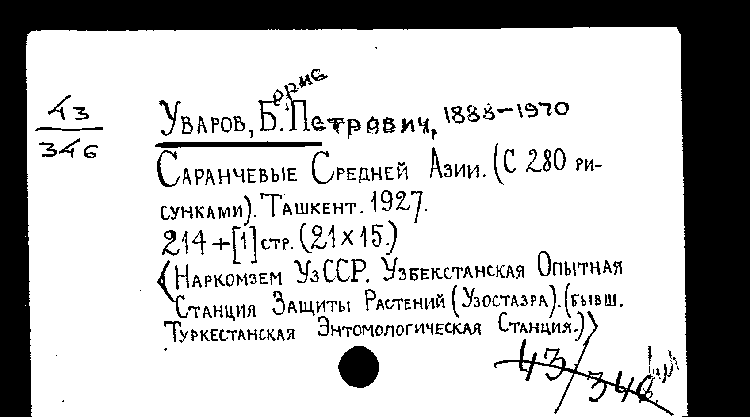 43
346
Уваров, Борис Петрович, 1888-1970
Саранчевые Средней Азии. (С 280 ри-
сунками). Ташкент. 1927.
214+[1] стр. (21×15.)
<Наркомзем УзССР. Узбекстанская Опытная
Станция Защиты Растений (Узостазра). (бывш.
Туркестанская Энтомологическая Станция.)>
43/346